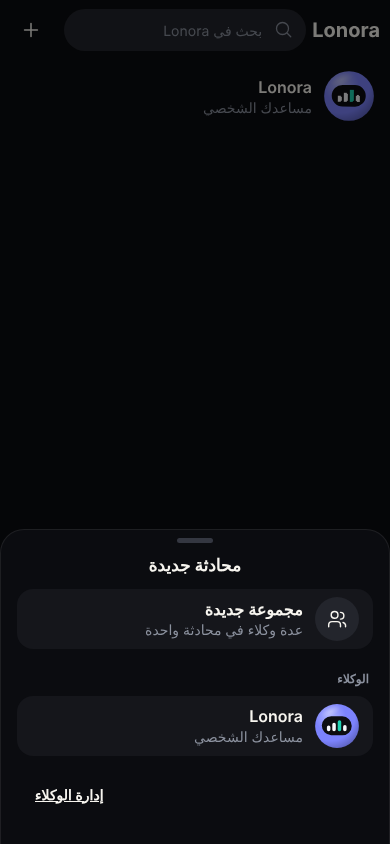 Lonora
بحث في Lonora
Lonora
مساعدك الشخصي
محادثة جديدة
مجموعة جديدة
عدة وكلاء في محادثة واحدة
الوكلاء
Lonora
مساعدك الشخصي
إدارة الوكلاء